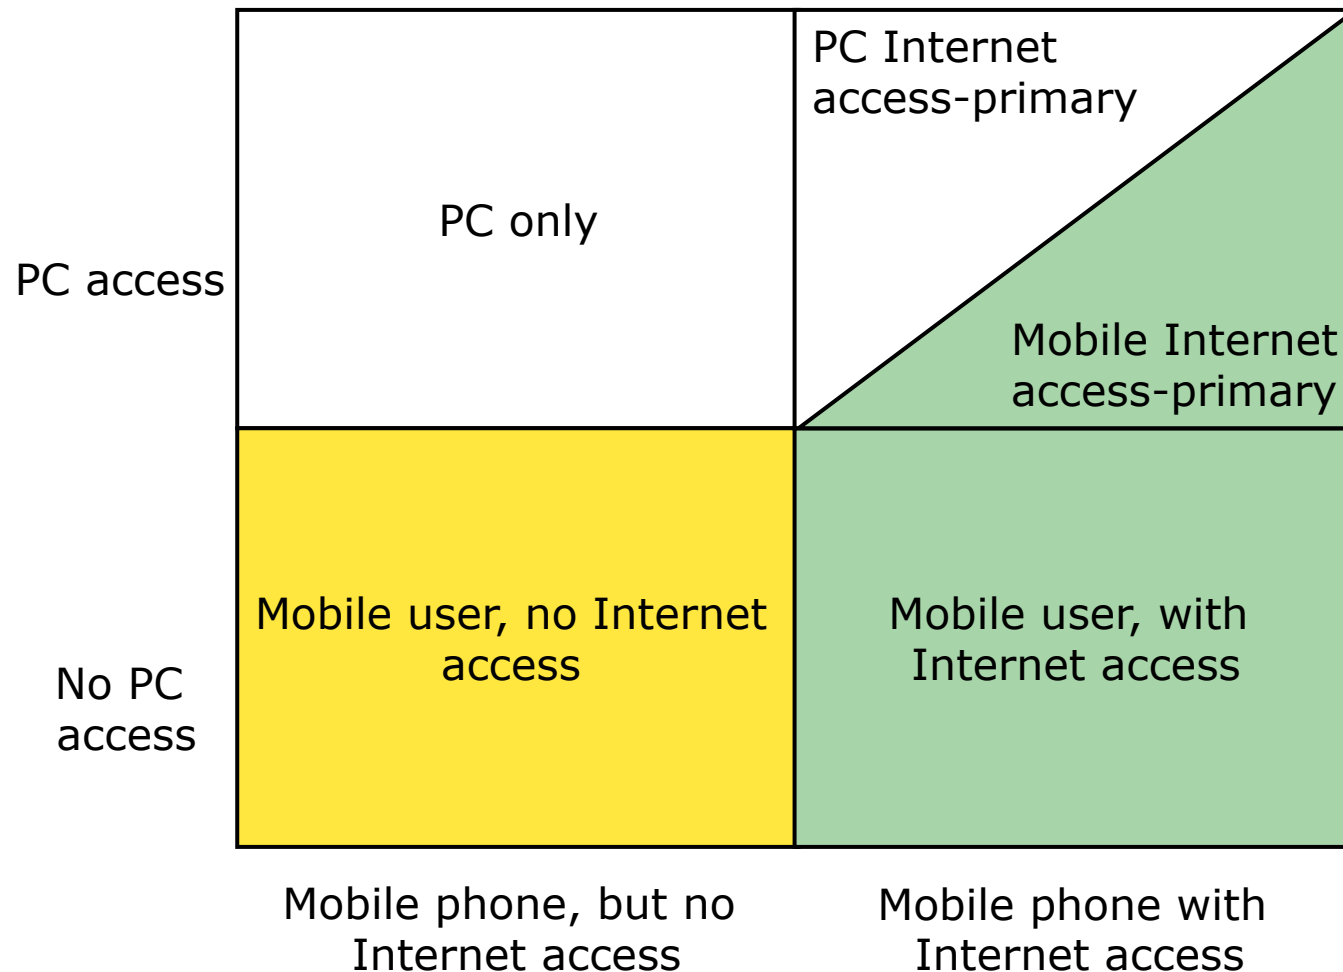 PC Internet
access-primary
PC only
PC access
Mobile Internet
access-primary
Mobile user, no Internet
access
Mobile user, with
Internet access
No PC
access
Mobile phone, but no
Internet access
Mobile phone with
Internet access